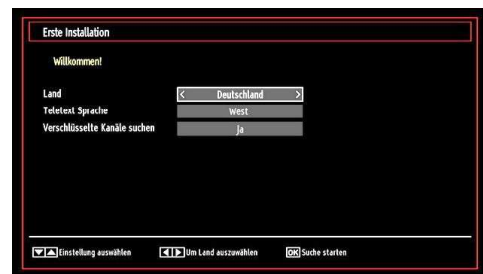 Erste Installation
Willkommen!
Land < Deutschland >
Teletext Sprache West
Verschlüsselte Kanäle suchen Ja
Einstellung auswählen Um Land auszuwählen OK Suche starten